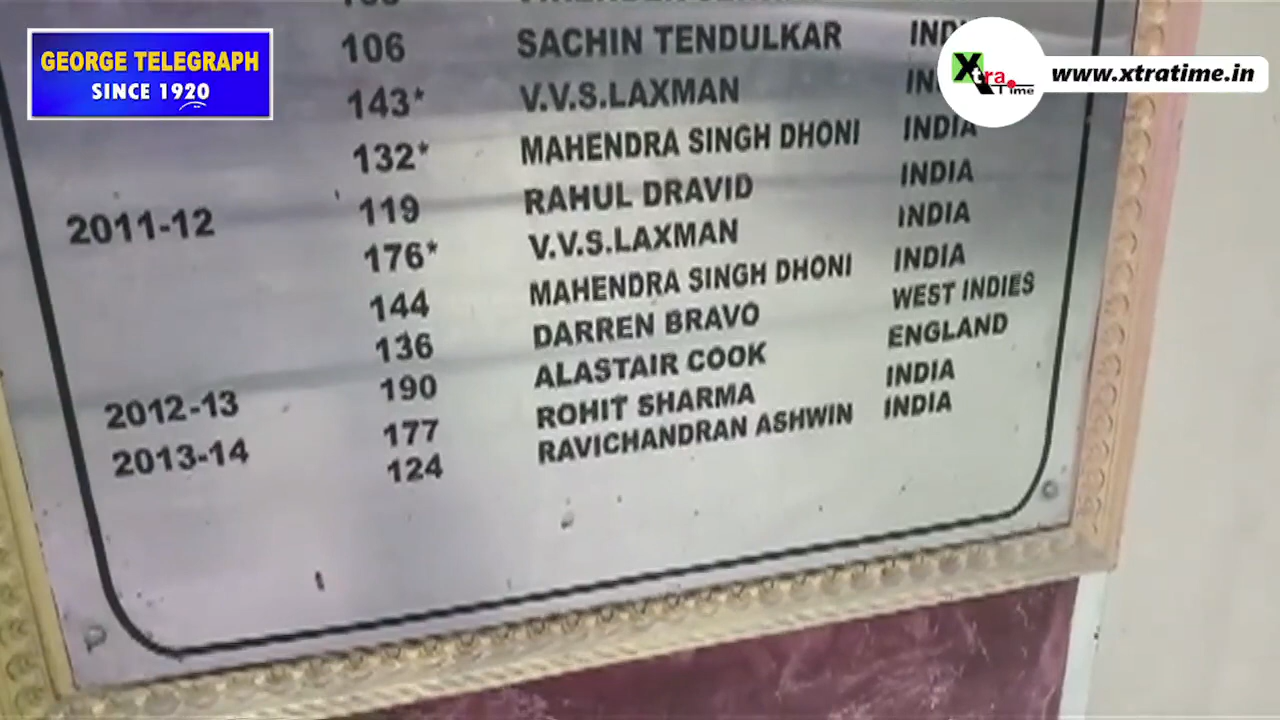 GEORGE TELEGRAPH
SINCE 1920
Xtra Time
www.xtratime.in
106 SACHIN TENDULKAR
143* V.V.S.LAXMAN
132* MAHENDRA SINGH DHONI INDIA
2011-12 119 RAHUL DRAVID INDIA
176* V.V.S.LAXMAN INDIA
144 MAHENDRA SINGH DHONI INDIA
136 DARREN BRAVO WEST INDIES
2012-13 190 ALASTAIR COOK ENGLAND
2013-14 177 ROHIT SHARMA INDIA
124 RAVICHANDRAN ASHWIN INDIA